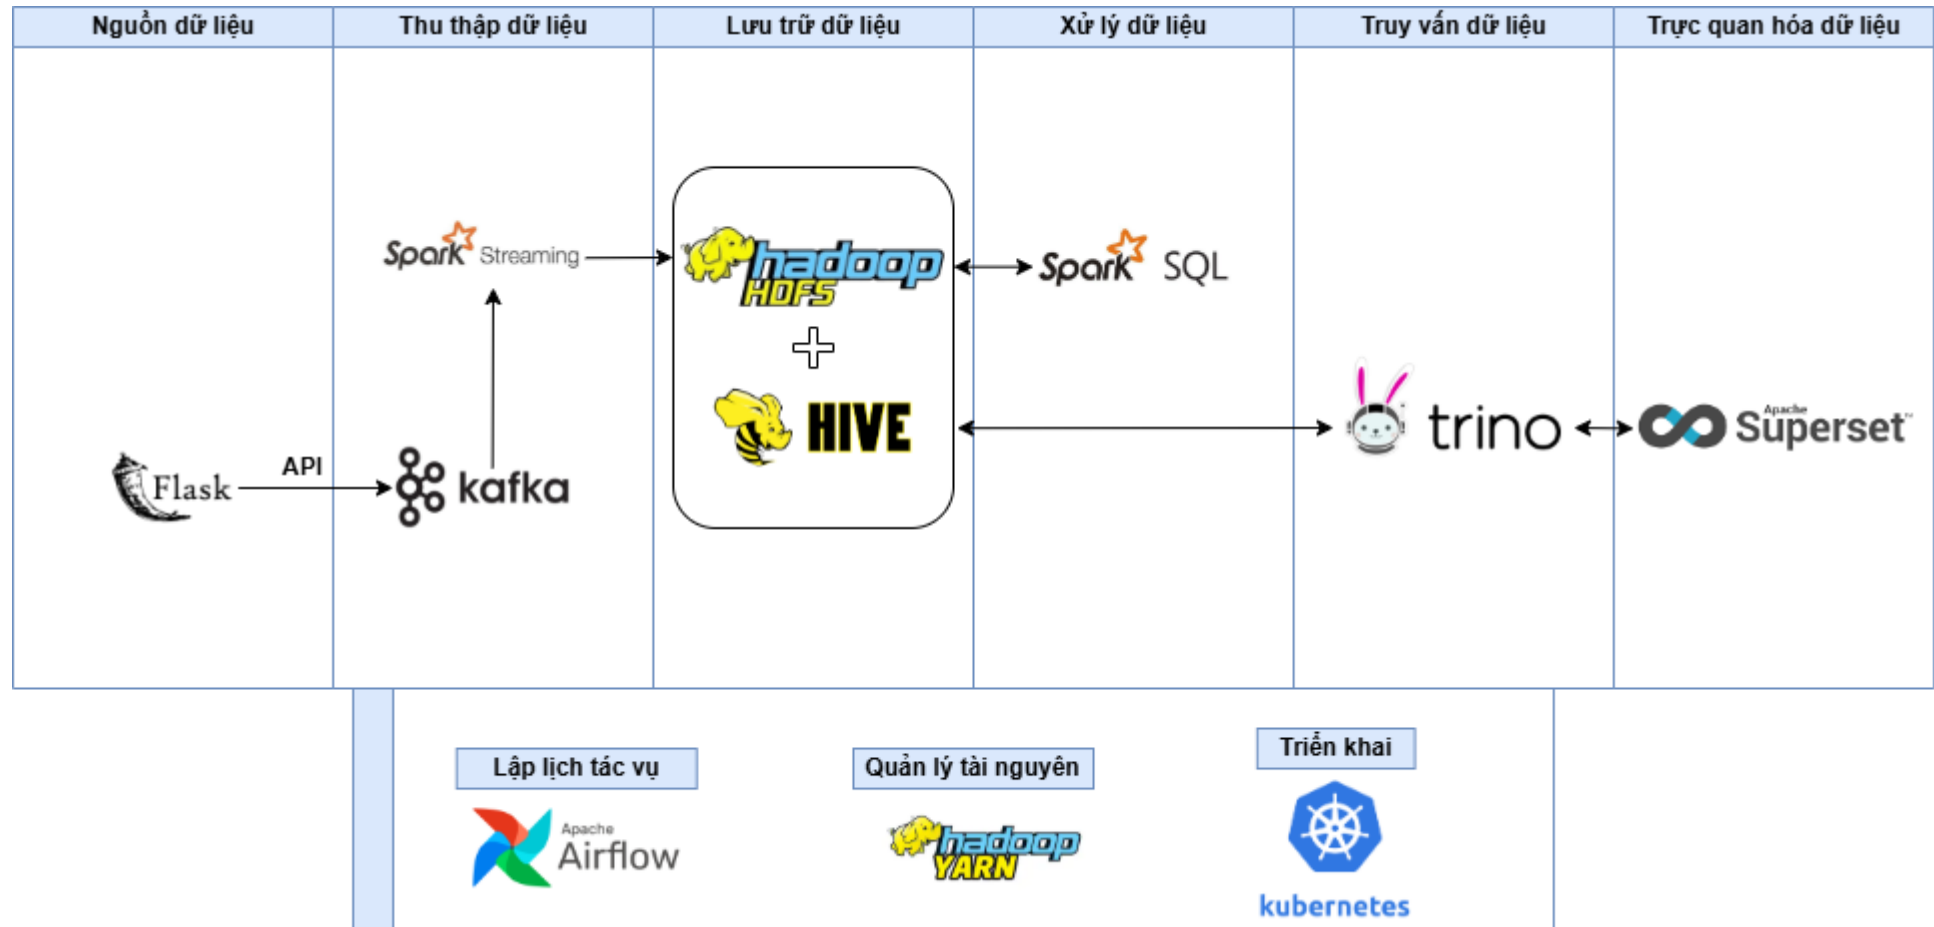 Nguồn dữ liệu
Thu thập dữ liệu
Lưu trữ dữ liệu
Xử lý dữ liệu
Truy vấn dữ liệu
Trực quan hóa dữ liệu
Spark Streaming
hadoop
HDFS
Spark SQL
HIVE
trino
Apache
Superset™
API
Flask
kafka
Lập lịch tác vụ
Quản lý tài nguyên
Triển khai
Apache
Airflow
hadoop
YARN
kubernetes